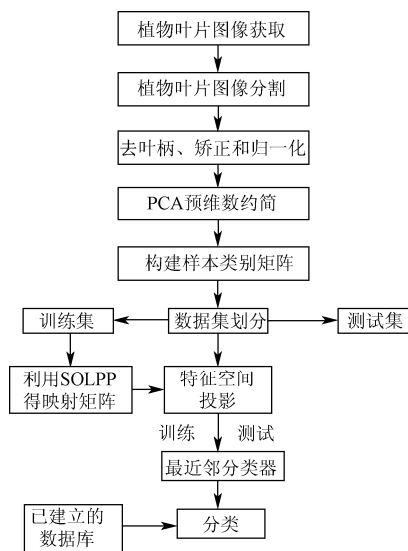 植物叶片图像获取
植物叶片图像分割
去叶柄、矫正和归一化
PCA预维数约简
构建样本类别矩阵
训练集
数据集划分
测试集
利用SOLPP
得映射矩阵
特征空间
投影
训练
测试
最近邻分类器
已建立的
数据库
分类